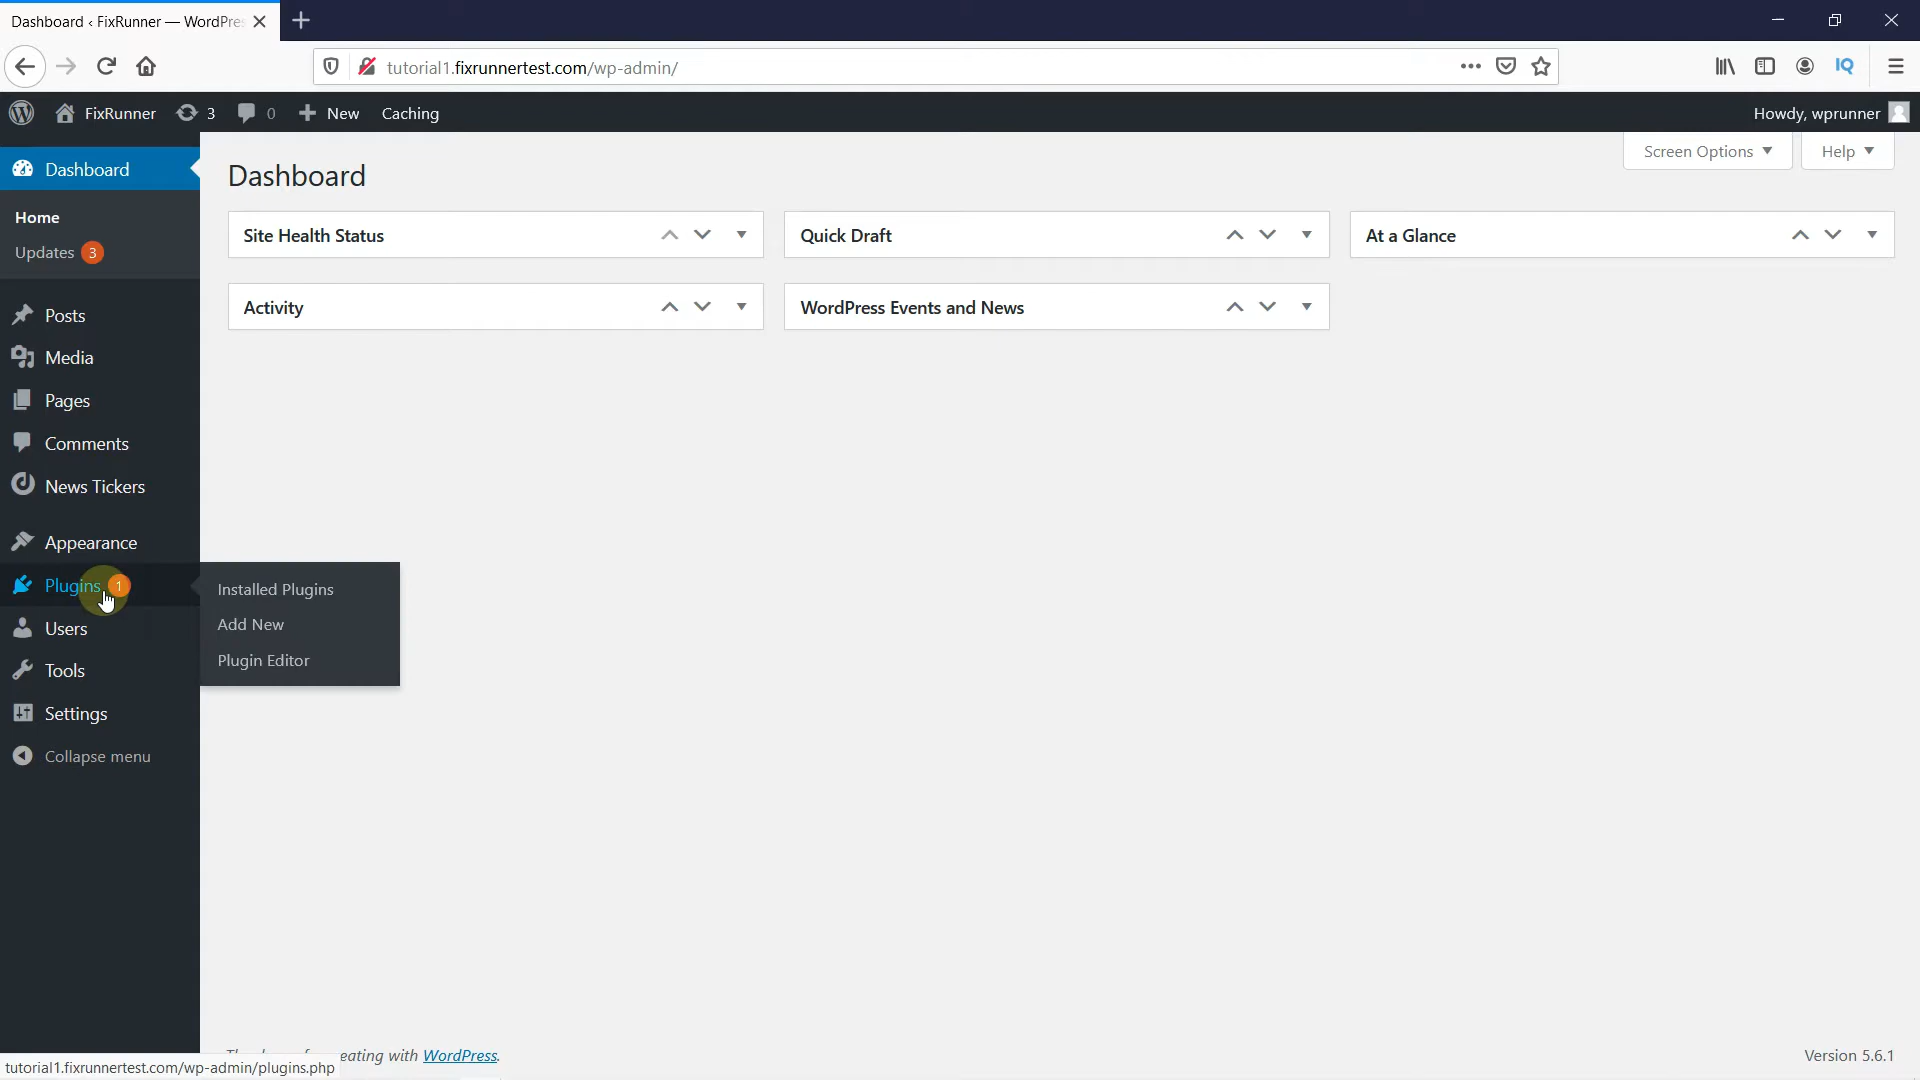 Dashboard ‹ FixRunner — WordPres
tutorial1.fixrunnertest.com/wp-admin/
IQ
FixRunner 3 0 New Caching Howdy, wprunner
Dashboard
Home
Updates 3
Posts
Media
Pages
Comments
News Tickers
Appearance
Plugins 1
Users
Tools
Settings
Collapse menu
Installed Plugins
Add New
Plugin Editor
Screen Options Help
Dashboard
Site Health Status
Quick Draft
At a Glance
Activity
WordPress Events and News
eating with WordPress.
Version 5.6.1
tutorial1.fixrunnertest.com/wp-admin/plugins.php